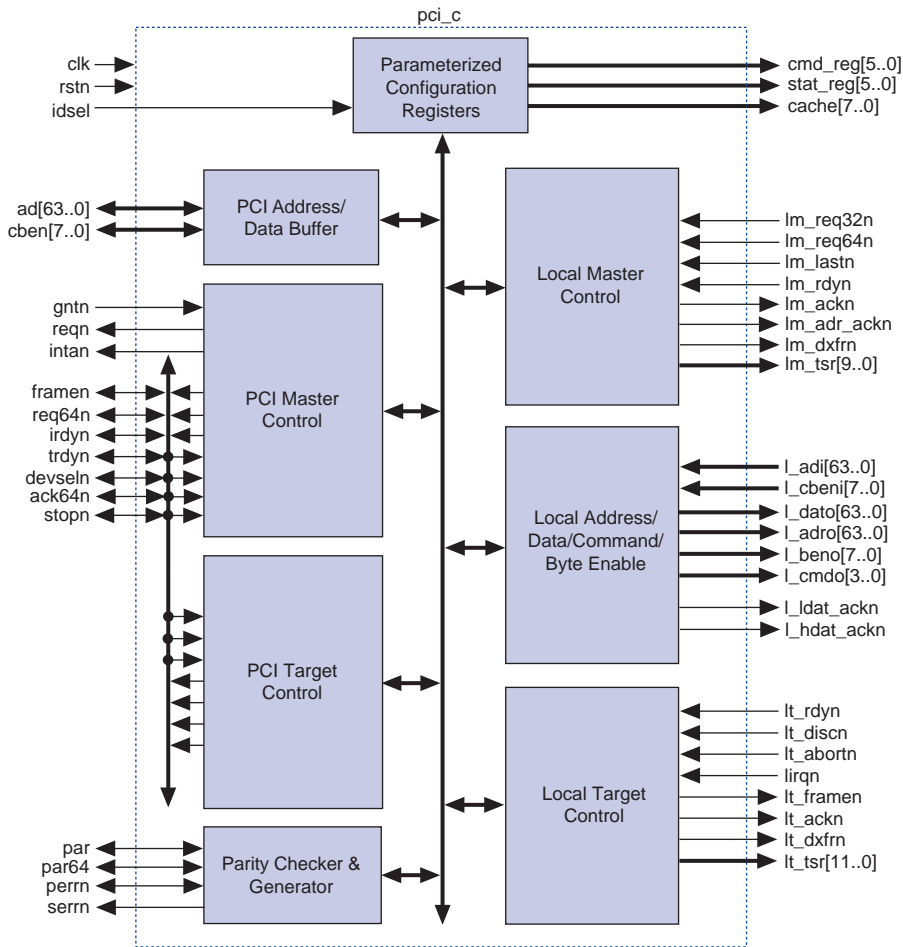 pci_c
clk
rstn
idsel
Parameterized
Configuration
Registers
cmd_reg[5..0]
stat_reg[5..0]
cache[7..0]
ad[63..0]
cben[7..0]
PCI Address/
Data Buffer
gntn
reqn
intan
framen
req64n
irdyn
trdyn
devseln
ack64n
stopn
PCI Master
Control
PCI Target
Control
par
par64
perrn
serrn
Parity Checker &
Generator
Local Master
Control
lm_req32n
lm_req64n
lm_lastn
lm_rdyn
lm_ackn
lm_adr_ackn
lm_dxfrn
lm_tsr[9..0]
Local Address/
Data/Command/
Byte Enable
l_adi[63..0]
l_cbeni[7..0]
l_dato[63..0]
l_adro[63..0]
l_beno[7..0]
l_cmdo[3..0]
l_ldat_ackn
l_hdat_ackn
Local Target
Control
lt_rdyn
lt_discn
lt_abortn
lirqn
lt_framen
lt_ackn
lt_dxfrn
lt_tsr[11..0]